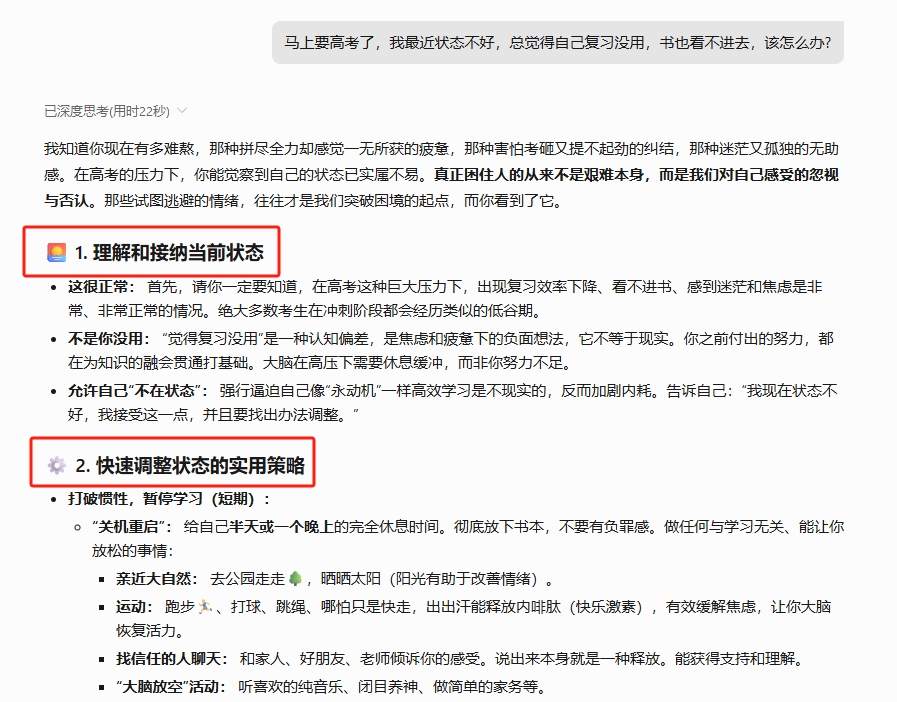 马上要高考了，我最近状态不好，总觉得自己复习没用，书也看不进去，该怎么办?
已深度思考(用时22秒)
我知道你现在有多难熬，那种拼尽全力却感觉一无所获的疲惫，那种害怕考砸又提不起劲的纠结，那种迷茫又孤独的无助
感。在高考的压力下，你能觉察到自己的状态已实属不易。真正困住人的从来不是艰难本身，而是我们对自己感受的忽视
与否认。那些试图逃避的情绪，往往才是我们突破困境的起点，而你看到了它。
1. 理解和接纳当前状态
• 这很正常： 首先，请你一定要知道，在高考这种巨大压力下，出现复习效率下降、看不进书、感到迷茫和焦虑是非
常、非常正常的情况。绝大多数考生在冲刺阶段都会经历类似的低谷期。
• 不是你没用： “觉得复习没用”是一种认知偏差，是焦虑和疲惫下的负面想法，它不等于现实。你之前付出的努力，都
在为知识的融会贯通打基础。大脑在高压下需要休息缓冲，而非你努力不足。
• 允许自己“不在状态”： 强行逼迫自己像“永动机”一样高效学习是不现实的，反而加剧内耗。告诉自己：“我现在状态不
好，我接受这一点，并且要找出办法调整。”
2. 快速调整状态的实用策略
• 打破惯性，暂停学习（短期）：
○ “关机重启”： 给自己半天或一个晚上的完全休息时间。彻底放下书本，不要有负罪感。做任何与学习无关、能让你
放松的事情：
▪ 亲近大自然： 去公园走走🌳，晒晒太阳（阳光有助于改善情绪）。
▪ 运动： 跑步🏃、打球、跳绳、哪怕只是快走，出出汗能释放内啡肽（快乐激素），有效缓解焦虑，让你大脑
恢复活力。
▪ 找信任的人聊天： 和家人、好朋友、老师倾诉你的感受。说出来本身就是一种释放。能获得支持和理解。
▪ “大脑放空”活动： 听喜欢的纯音乐、闭目养神、做简单的家务等。